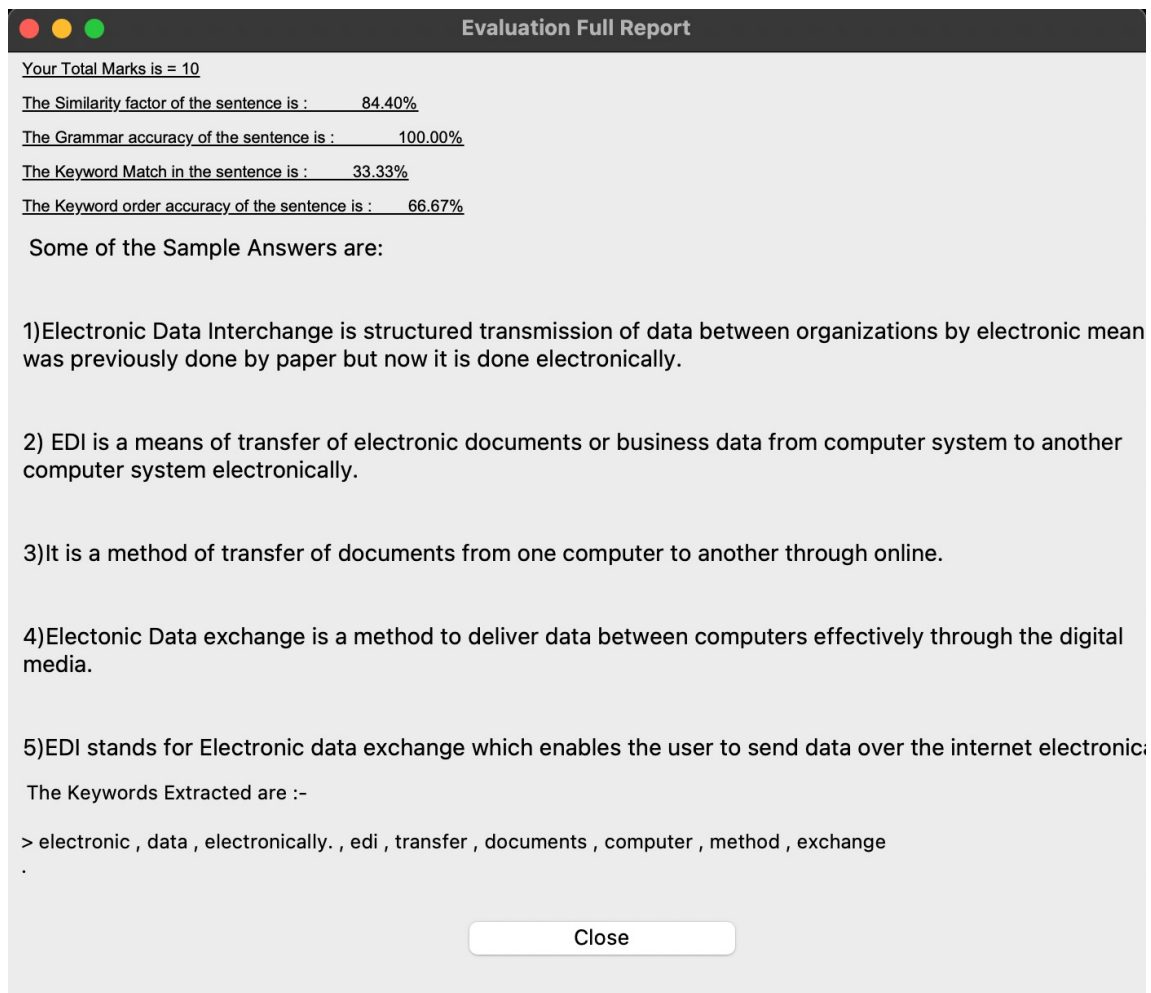 Evaluation Full Report
Your Total Marks is = 10
The Similarity factor of the sentence is : 84.40%
The Grammar accuracy of the sentence is : 100.00%
The Keyword Match in the sentence is : 33.33%
The Keyword order accuracy of the sentence is : 66.67%
Some of the Sample Answers are:
1)Electronic Data Interchange is structured transmission of data between organizations by electronic mean
was previously done by paper but now it is done electronically.
2) EDI is a means of transfer of electronic documents or business data from computer system to another
computer system electronically.
3)It is a method of transfer of documents from one computer to another through online.
4)Electonic Data exchange is a method to deliver data between computers effectively through the digital
media.
5)EDI stands for Electronic data exchange which enables the user to send data over the internet electronic
The Keywords Extracted are :-
> electronic , data , electronically. , edi , transfer , documents , computer , method , exchange
.
Close